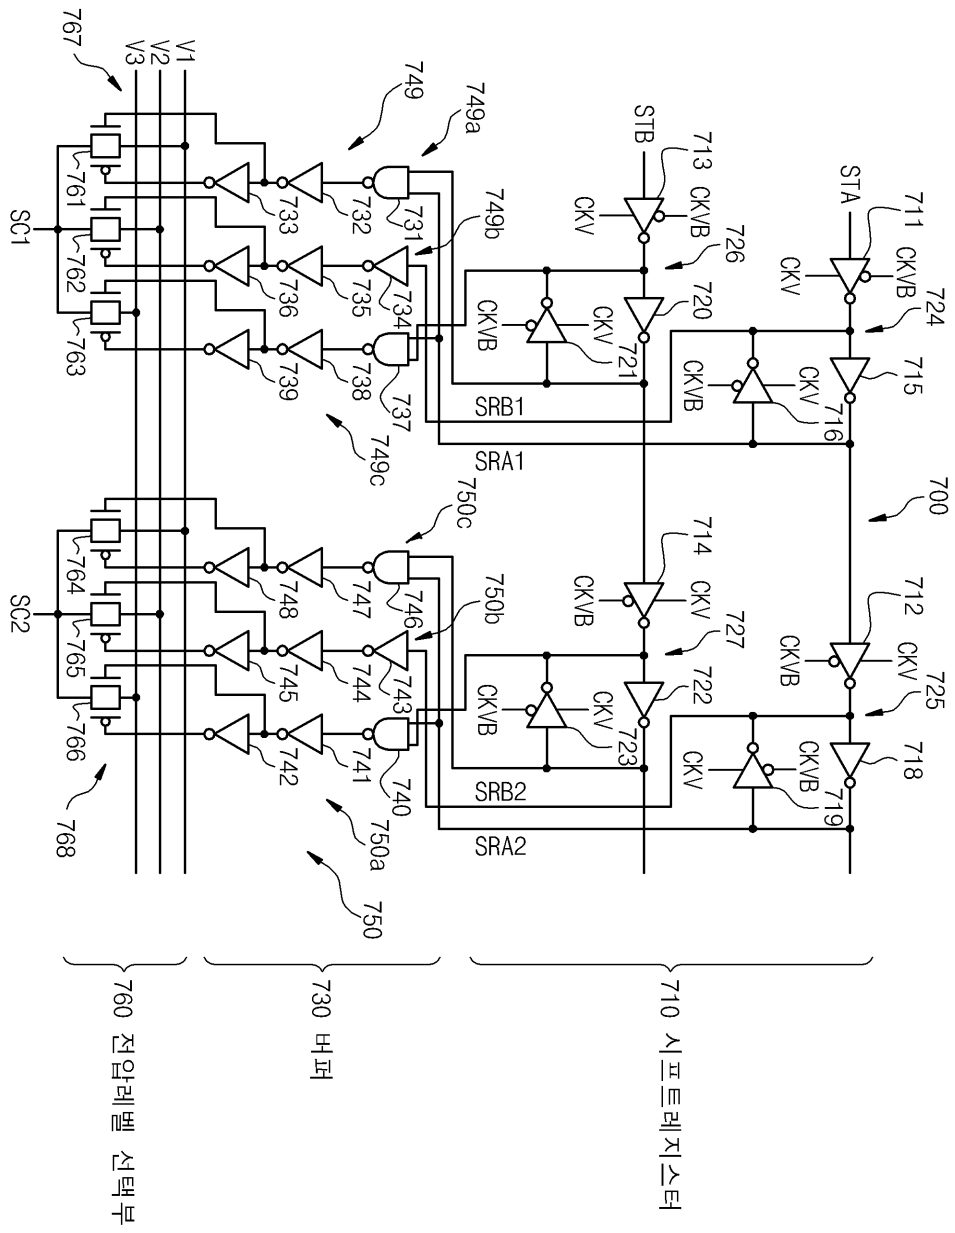 700
711
CKVB
724
715
712
CKV
725
718
STA
CKV
CKV
716
CKVB
CKVB
719
CKVB
CKV
713
CKVB
726
720
714
CKV
727
722
STB
CKV
CKV
721
CKVB
CKV
723
CKVB
CKVB
SRB1
SRA1
SRB2
SRA2
710 시프트레지스터
749
749a
749b
749c
750c
750b
750a
750
731
734
737
746
743
740
732
735
738
747
744
741
733
736
739
748
745
742
730 버퍼
V1
V2
V3
767
761
762
763
764
765
766
768
SC1
SC2
760 전압레벨 선택부